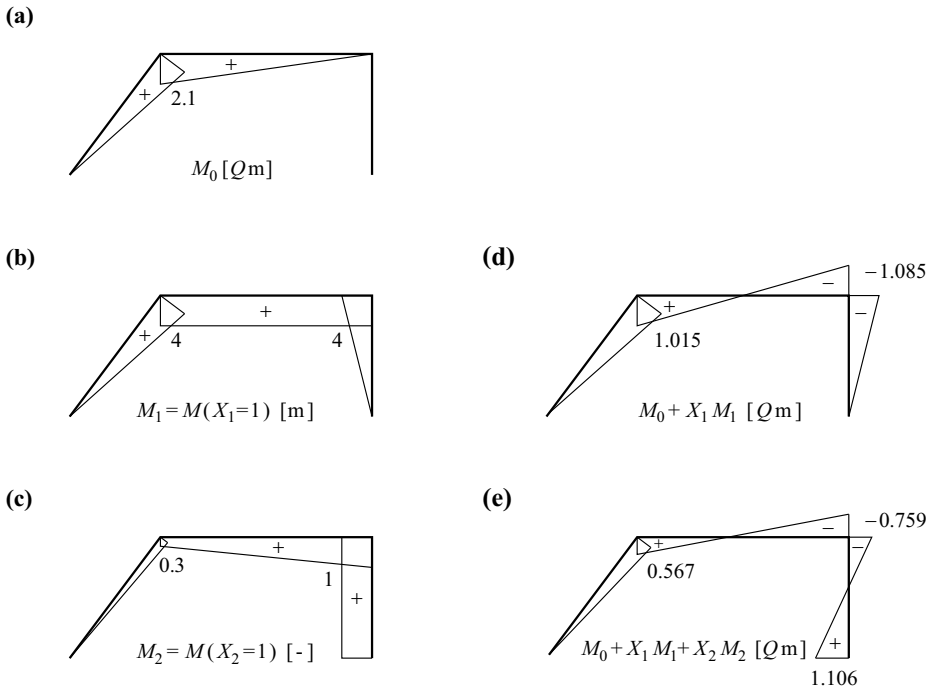 (a)
+
+
2.1
M₀ [Qm]
(b)
+
+
4
4
M₁ = M(X₁=1) [m]
(c)
+
0.3
1
+
M₂ = M(X₂=1) [-]
(d)
−1.085
+
−
−
1.015
M₀ + X₁ M₁ [Qm]
(e)
−0.759
+
−
−
0.567
+
M₀ + X₁ M₁ + X₂ M₂ [Qm]
1.106